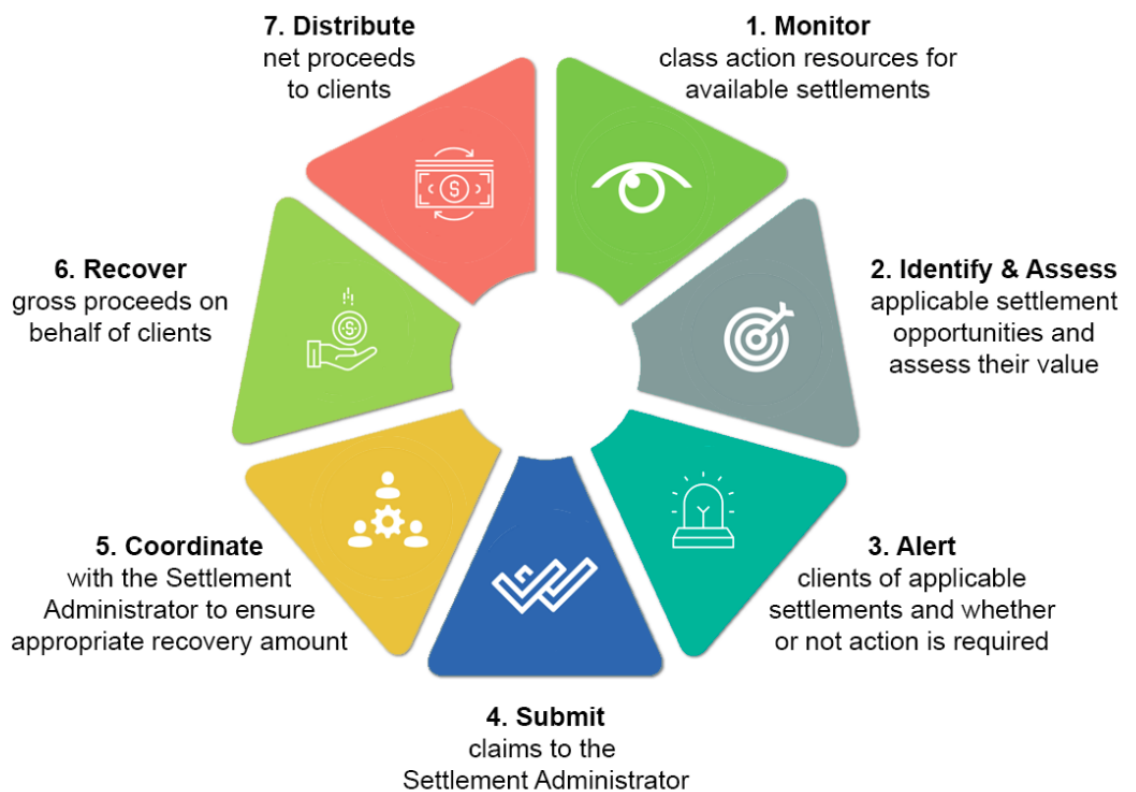 1. Monitor
class action resources for
available settlements
2. Identify & Assess
applicable settlement
opportunities and
assess their value
3. Alert
clients of applicable
settlements and whether
or not action is required
4. Submit
claims to the
Settlement Administrator
5. Coordinate
with the Settlement
Administrator to ensure
appropriate recovery amount
6. Recover
gross proceeds on
behalf of clients
7. Distribute
net proceeds
to clients